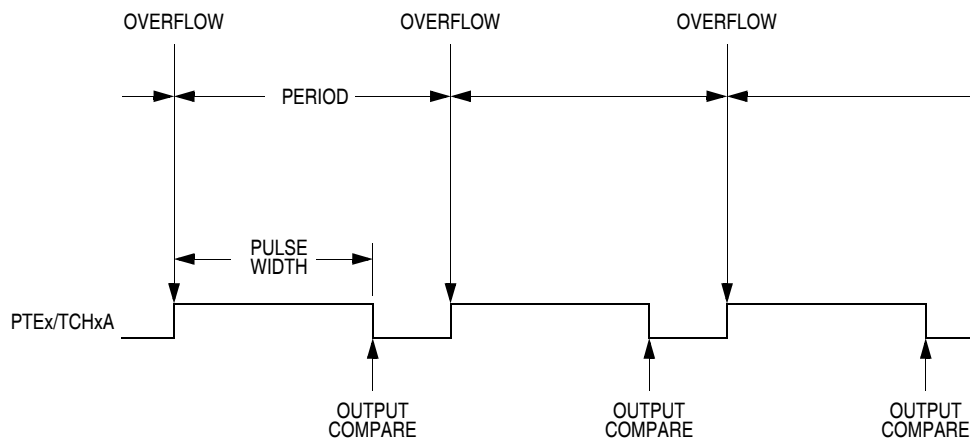 OVERFLOW
OVERFLOW
OVERFLOW
PERIOD
PULSE
WIDTH
PTEx/TCHxA
OUTPUT
COMPARE
OUTPUT
COMPARE
OUTPUT
COMPARE